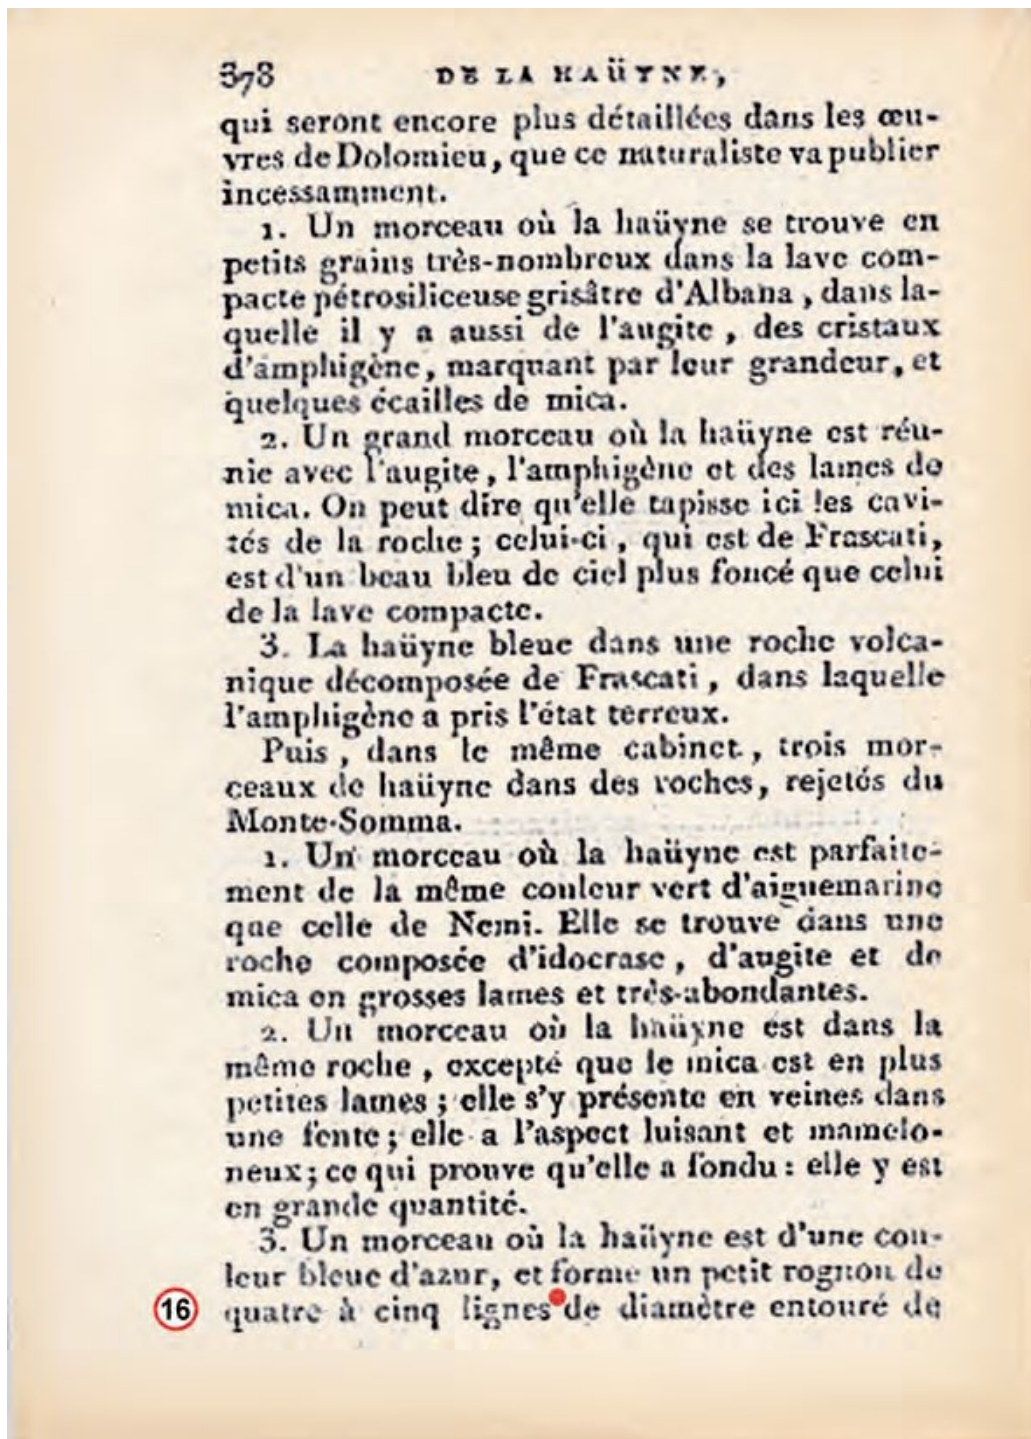 378 DE LA HAÜYNE,
qui seront encore plus détaillées dans les œu-
vres de Dolomieu, que ce naturaliste va publier
incessamment.
1. Un morceau où la haüyne se trouve en
petits grains très-nombreux dans la lave com-
pacte pétrosiliceuse grisâtre d'Albana, dans la-
quelle il y a aussi de l'augite, des cristaux
d'amphigène, marquant par leur grandeur, et
quelques écailles de mica.
2. Un grand morceau où la haüyne est réu-
nie avec l'augite, l'amphigène et des lames de
mica. On peut dire qu'elle tapisse ici les cavi-
tés de la roche; celui-ci, qui est de Frascati,
est d'un beau bleu de ciel plus foncé que celui
de la lave compacte.
3. La haüyne bleue dans une roche volca-
nique décomposée de Frascati, dans laquelle
l'amphigène a pris l'état terreux.
Puis, dans le même cabinet, trois mor-
ceaux de haüyne dans des roches, rejetés du
Monte-Somma.
1. Un morceau où la haüyne est parfaite-
ment de la même couleur vert d'aiguemarine
que celle de Nemi. Elle se trouve dans une
roche composée d'idocrase, d'augite et de
mica en grosses lames et très-abondantes.
2. Un morceau où la haüyne est dans la
même roche, excepté que le mica est en plus
petites lames; elle s'y présente en veines dans
une fente; elle a l'aspect luisant et mamelo-
neux; ce qui prouve qu'elle a fondu: elle y est
en grande quantité.
3. Un morceau où la haüyne est d'une cou-
leur bleue d'azur, et forme un petit rognon de
16 quatre à cinq lignes de diamètre entouré de